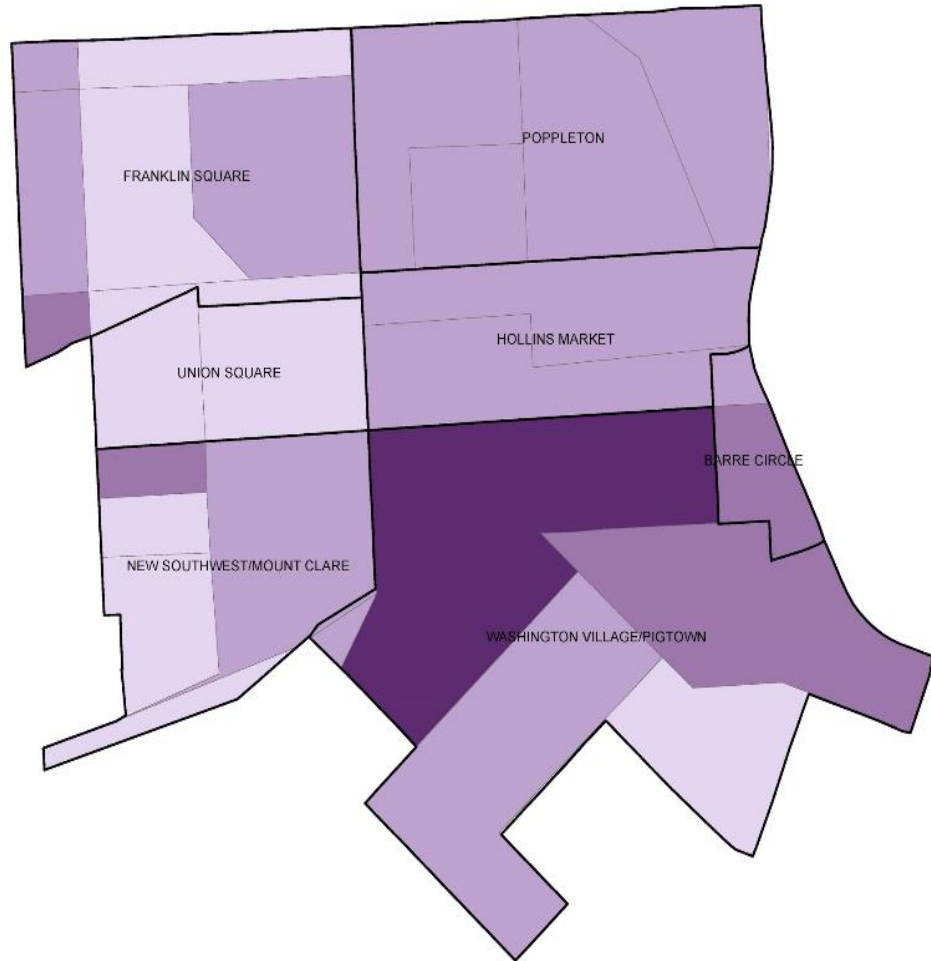 POPPLETON
FRANKLIN SQUARE
HOLLINS MARKET
UNION SQUARE
BARRE CIRCLE
NEW SOUTHWEST/MOUNT CLARE
WASHINGTON VILLAGE/PIGTOWN